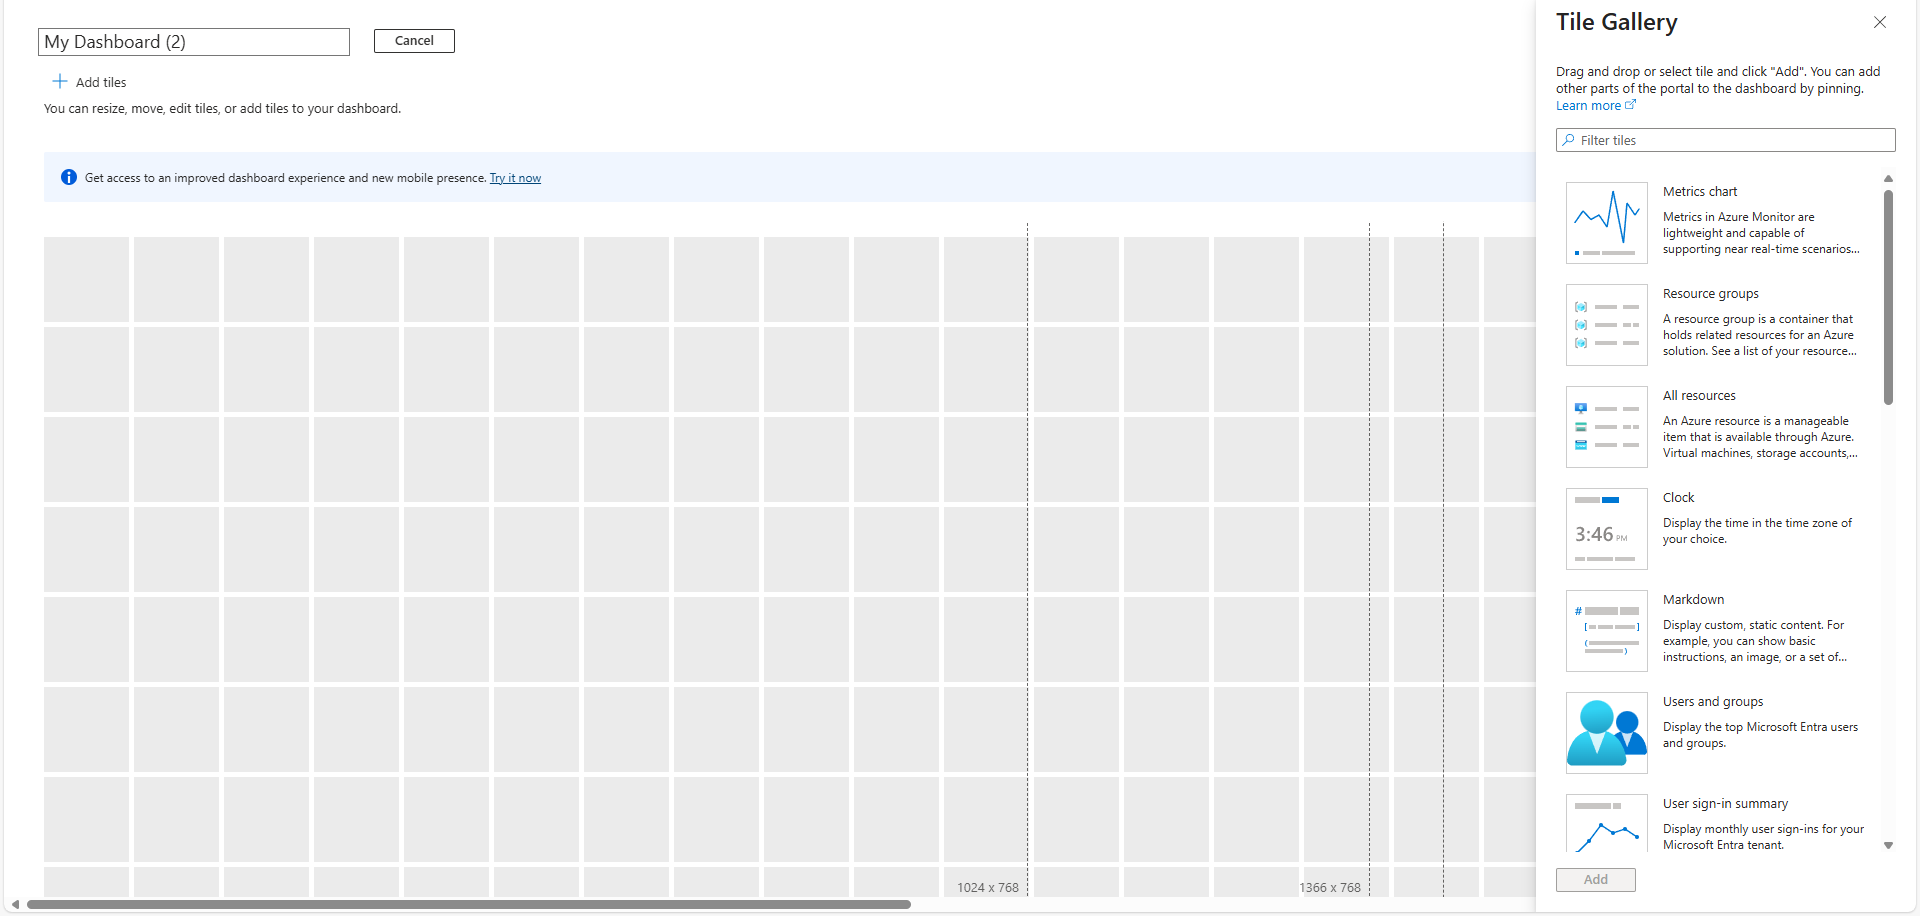 My Dashboard (2)
Cancel
Add tiles
You can resize, move, edit tiles, or add tiles to your dashboard.
Get access to an improved dashboard experience and new mobile presence. Try it now
1024 x 768
1366 x 768
Tile Gallery
Drag and drop or select tile and click "Add". You can add
other parts of the portal to the dashboard by pinning.
Learn more
Filter tiles
Metrics chart
Metrics in Azure Monitor are
lightweight and capable of
supporting near real-time scenarios...
Resource groups
A resource group is a container that
holds related resources for an Azure
solution. See a list of your resource...
All resources
An Azure resource is a manageable
item that is available through Azure.
Virtual machines, storage accounts,...
3:46 PM
Clock
Display the time in the time zone of
your choice.
#
Markdown
Display custom, static content. For
example, you can show basic
instructions, an image, or a set of...
Users and groups
Display the top Microsoft Entra users
and groups.
User sign-in summary
Display monthly user sign-ins for your
Microsoft Entra tenant.
Add